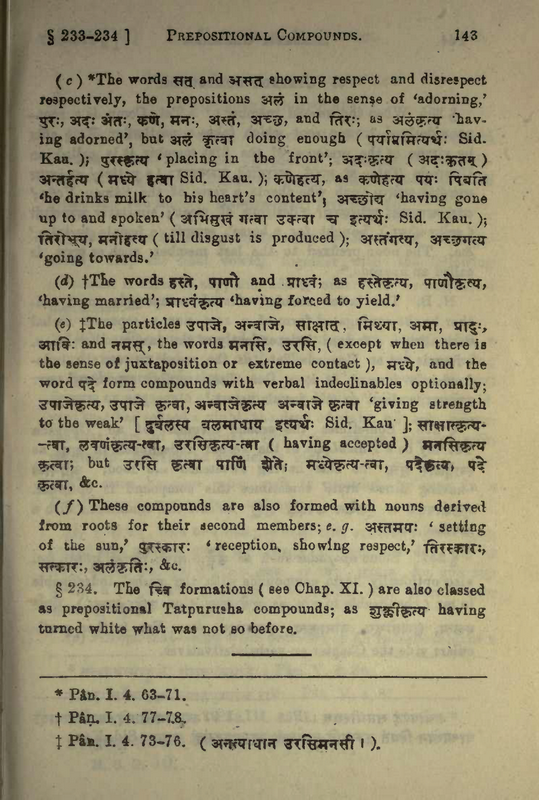 § 233-234 ] PREPOSITIONAL COMPOUNDS. 143
( c ) *The words सत् and असत् showing respect and disrespect
respectively, the prepositions अलं in the sense of 'adorning,'
पुरः, अदः अंतः, कणे, मनः, अस्तं, अच्छ, and तिरः; as अलंकृत्य 'hav-
ing adorned', but अलं कृत्वा doing enough ( पर्याप्तमित्यर्थः Sid.
Kau. ); पुरस्कृत्य 'placing in the front'; अदःकृत्य ( अदःकृतम् )
अन्तर्हत्य ( मध्ये हत्वा Sid. Kau. ); कणेहत्य, as कणेहत्य पयः पिबति
'he drinks milk to his heart's content'; अच्छोद्य 'having gone
up to and spoken' ( अभिमुखं गत्वा उक्त्वा च इत्यर्थः Sid. Kau. );
तिरोभूय, मनोहत्य ( till disgust is produced ); अस्तंगत्य, अच्छगत्य
'going towards.'
(d) †The words हस्ते, पाणौ and प्राध्वं; as हस्तेकृत्य, पाणौकृत्य,
'having married'; प्राध्वंकृत्य 'having forced to yield.'
(e) ‡The particles उपाजे, अन्वाजे, साक्षात्, मिथ्या, अमा, प्रादुः,
आविः and नमस्, the words मनसि, उरसि, ( except when there is
the sense of juxtaposition or extreme contact ), मध्ये, and the
word पदे form compounds with verbal indeclinables optionally;
उपाजेकृत्य, उपाजे कृत्वा, अन्वाजेकृत्य अन्वाजे कृत्वा 'giving strength
to the weak' [ दुर्बलस्य बलमाधाय इत्यर्थः Sid. Kau ]; साक्षात्कृत्य-
-त्वा, लवणंकृत्य-त्वा, उरसिकृत्य-त्वा ( having accepted ) मनसिकृत्य
कृत्वा; but उरसि कृत्वा पाणिं शेते; मध्येकृत्य-त्वा, पदेकृत्य, पदे
कृत्वा, &c.
(f) These compounds are also formed with nouns derived
from roots for their second members; e. g. अस्तमयः 'setting
of the sun,' पुरस्कारः 'reception, showing respect,' तिरस्कारः,
सत्कारः, अलंकृतिः, &c.
§ 234. The च्वि formations ( see Chap. XI. ) are also classed
as prepositional Tatpurusha compounds; as शुक्लीकृत्य having
turned white what was not so before.
* Pân. I. 4. 63-71.
† Pâṇ. I. 4. 77-78.
‡ Pân. I. 4. 73-76. ( अनत्याधान उरसिमनसी । ).